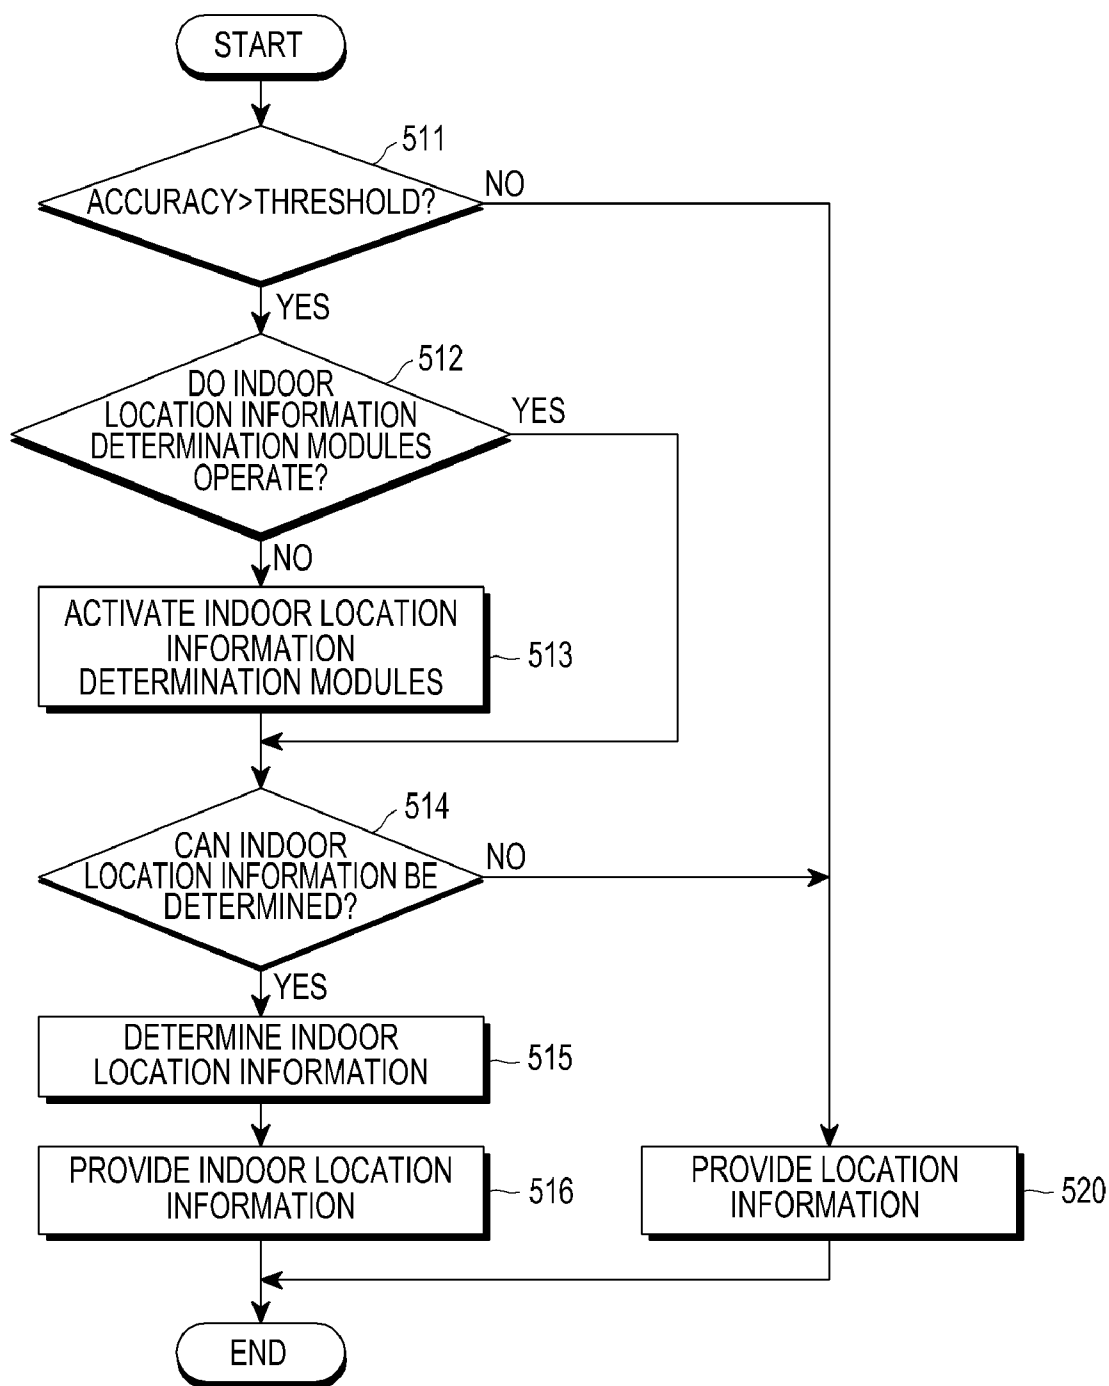 START
511
ACCURACY>THRESHOLD?
NO
YES
512
DO INDOOR
LOCATION INFORMATION
DETERMINATION MODULES
OPERATE?
YES
NO
ACTIVATE INDOOR LOCATION
INFORMATION
DETERMINATION MODULES
513
514
CAN INDOOR
LOCATION INFORMATION BE
DETERMINED?
NO
YES
DETERMINE INDOOR
LOCATION INFORMATION
515
PROVIDE INDOOR LOCATION
INFORMATION
516
PROVIDE LOCATION
INFORMATION
520
END